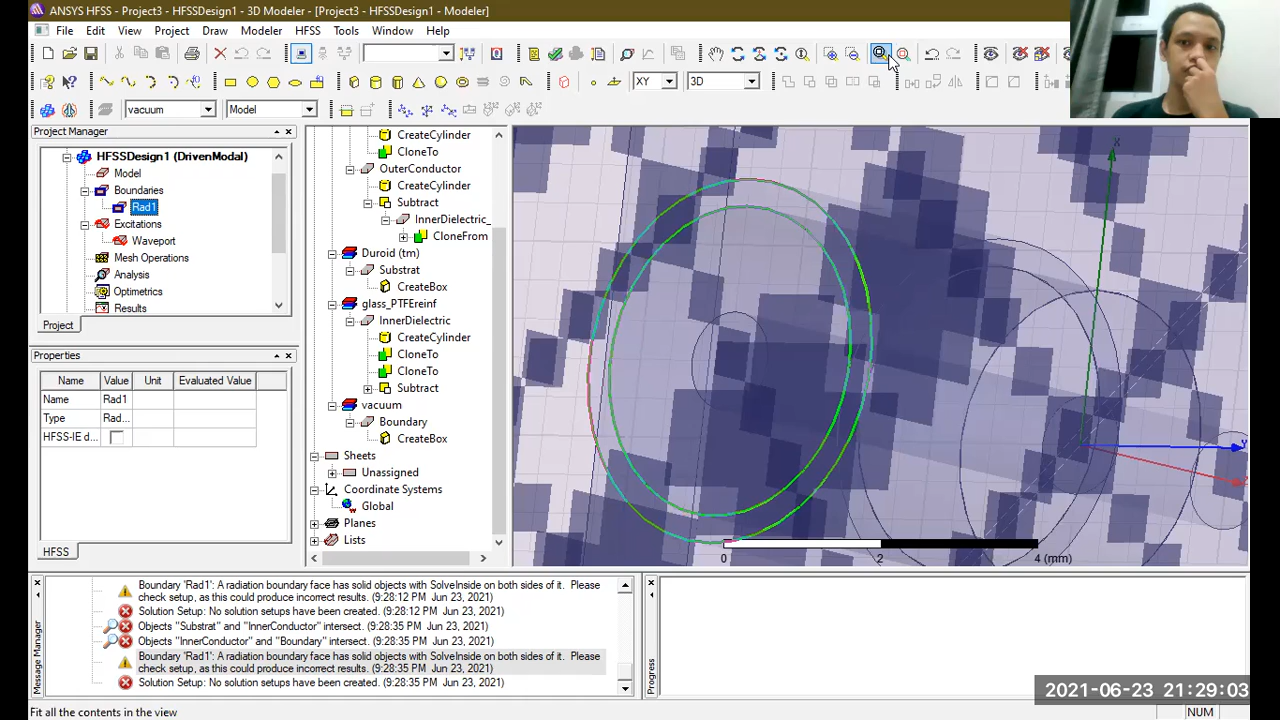 ANSYS HFSS - Project3 - HFSSDesign1 - 3D Modeler - [Project3 - HFSSDesign1 - Modeler]
File Edit View Project Draw Modeler HFSS Tools Window Help
XY 3D
vacuum Model
Project Manager
HFSSDesign1 (DrivenModal)
Model
Boundaries
Rad1
Excitations
Waveport
Mesh Operations
Analysis
Optimetrics
Results
Project
Properties
Name Value Unit Evaluated Value
Name Rad1
Type Rad...
HFSS-IE d...
HFSS
CreateCylinder
CloneTo
OuterConductor
CreateCylinder
Subtract
InnerDielectric_
CloneFrom
Duroid (tm)
Substrat
CreateBox
glass_PTFEreinf
InnerDielectric
CreateCylinder
CloneTo
CloneTo
Subtract
vacuum
Boundary
CreateBox
Sheets
Unassigned
Coordinate Systems
Global
Planes
Lists
X
Y
Z
0 2 4 (mm)
Message Manager
Boundary 'Rad1': A radiation boundary face has solid objects with SolveInside on both sides of it. Please
check setup, as this could produce incorrect results. (9:28:12 PM Jun 23, 2021)
Solution Setup: No solution setups have been created. (9:28:12 PM Jun 23, 2021)
Objects "Substrat" and "InnerConductor" intersect. (9:28:35 PM Jun 23, 2021)
Objects "InnerConductor" and "Boundary" intersect. (9:28:35 PM Jun 23, 2021)
Boundary 'Rad1': A radiation boundary face has solid objects with SolveInside on both sides of it. Please
check setup, as this could produce incorrect results. (9:28:35 PM Jun 23, 2021)
Solution Setup: No solution setups have been created. (9:28:35 PM Jun 23, 2021)
Progress
2021-06-23 21:29:03
Fit all the contents in the view
NUM